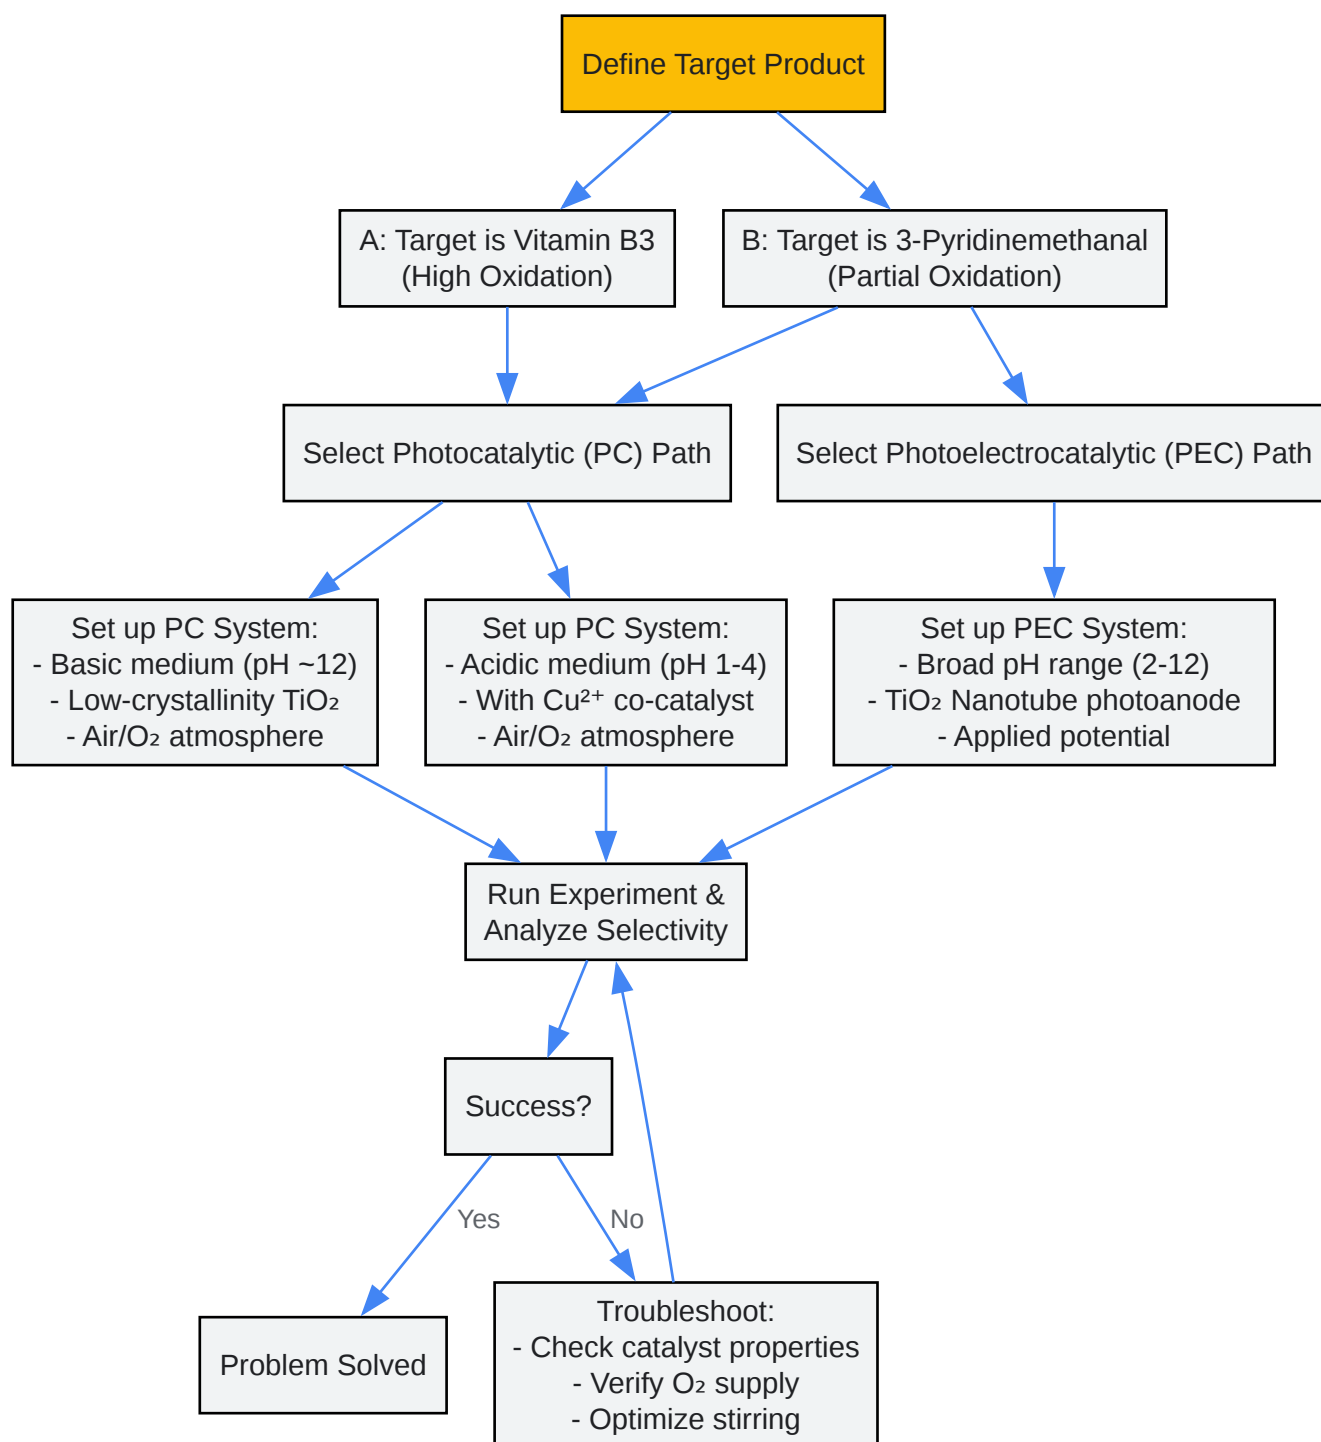 Define Target Product
A: Target is Vitamin B3
(High Oxidation)
B: Target is 3-Pyridinemethanal
(Partial Oxidation)
Select Photocatalytic (PC) Path
Select Photoelectrocatalytic (PEC) Path
Set up PC System:
- Basic medium (pH ~12)
- Low-crystallinity TiO₂
- Air/O₂ atmosphere
Set up PC System:
- Acidic medium (pH 1-4)
- With Cu²⁺ co-catalyst
- Air/O₂ atmosphere
Set up PEC System:
- Broad pH range (2-12)
- TiO₂ Nanotube photoanode
- Applied potential
Run Experiment &
Analyze Selectivity
Success?
Yes
No
Problem Solved
Troubleshoot:
- Check catalyst properties
- Verify O₂ supply
- Optimize stirring